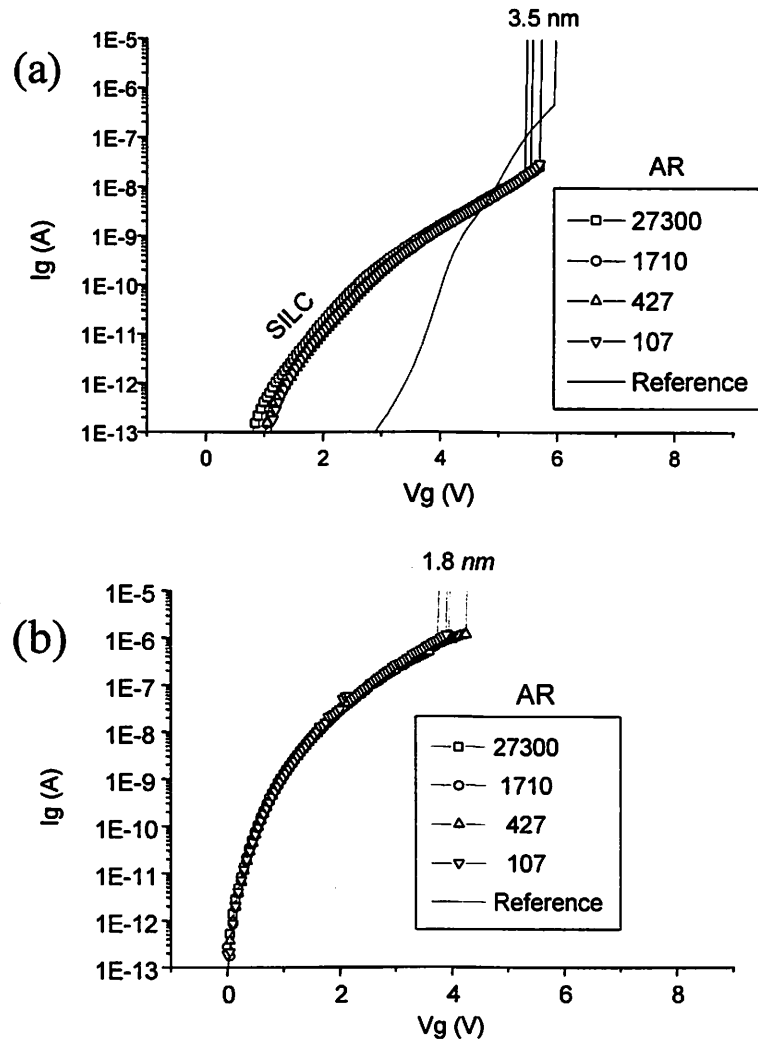 3.5 nm
(a)
1E-5
1E-6
1E-7
1E-8
1E-9
1E-10
1E-11
1E-12
1E-13
Ig (A)
SILC
AR
27300
1710
427
107
Reference
0 2 4 6 8
Vg (V)
1.8 nm
(b)
1E-5
1E-6
1E-7
1E-8
1E-9
1E-10
1E-11
1E-12
1E-13
Ig (A)
AR
27300
1710
427
107
Reference
0 2 4 6 8
Vg (V)